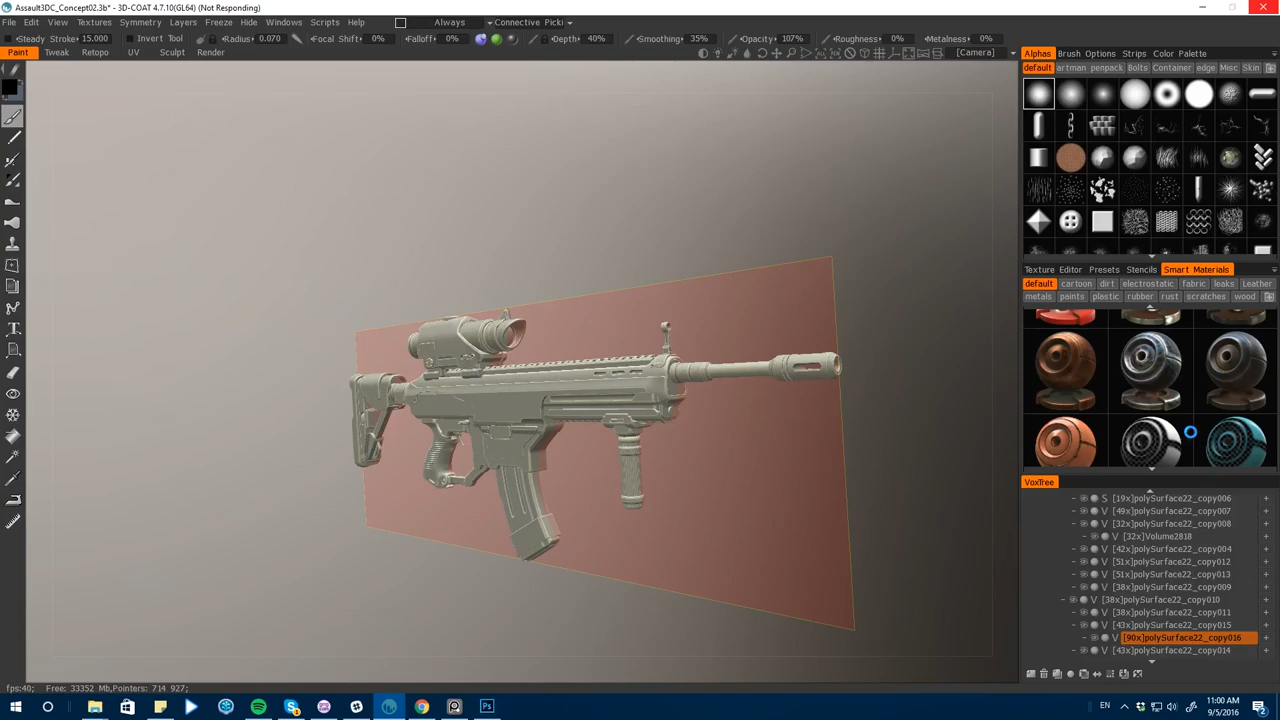 Assault3DC_Concept02.3b* - 3D-COAT 4.7.10(GL64) (Not Responding)
File Edit View Textures Symmetry Layers Freeze Hide Windows Scripts Help Always Connective Picki
Steady Stroke 15.000 Invert Tool Radius: 0.070 Focal Shift: 0% Falloff: 0% Depth: 40% Smoothing: 35% Opacity: 107% Roughness: 0% Metalness: 0%
Paint Tweak Retopo UV Sculpt Render [Camera]
Alphas Brush Options Strips Color Palette
default artman penpack Bolts Container edge Misc Skin
Texture Editor Presets Stencils Smart Materials
default cartoon dirt electrostatic fabric leaks Leather
metals paints plastic rubber rust scratches wood
VoxTree
S [19x]polySurface22_copy006
V [49x]polySurface22_copy007
V [32x]polySurface22_copy008
V [32x]Volume2818
V [42x]polySurface22_copy004
V [51x]polySurface22_copy012
V [51x]polySurface22_copy013
V [38x]polySurface22_copy009
V [38x]polySurface22_copy010
V [38x]polySurface22_copy011
V [43x]polySurface22_copy015
V [90x]polySurface22_copy016
V [43x]polySurface22_copy014
fps:40; Free: 33352 Mb,Pointers: 714 927;
EN 11:00 AM
9/5/2016